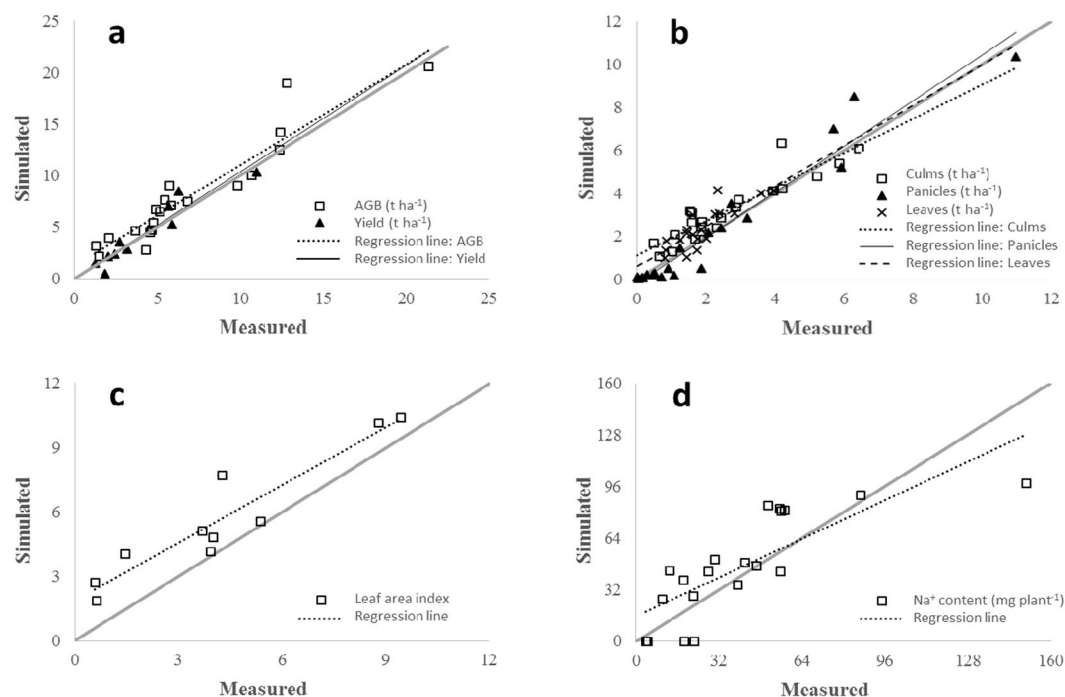 a
25
20
15
10
5
0
Simulated
0 5 10 15 20 25
Measured
AGB (t ha⁻¹)
Yield (t ha⁻¹)
Regression line: AGB
Regression line: Yield
b
12
10
8
6
4
2
0
Simulated
0 2 4 6 8 10 12
Measured
Culms (t ha⁻¹)
Panicles (t ha⁻¹)
Leaves (t ha⁻¹)
Regression line: Culms
Regression line: Panicles
Regression line: Leaves
c
12
9
6
3
0
Simulated
0 3 6 9 12
Measured
Leaf area index
Regression line
d
160
128
96
64
32
0
Simulated
0 32 64 96 128 160
Measured
Na⁺ content (mg plant⁻¹)
Regression line